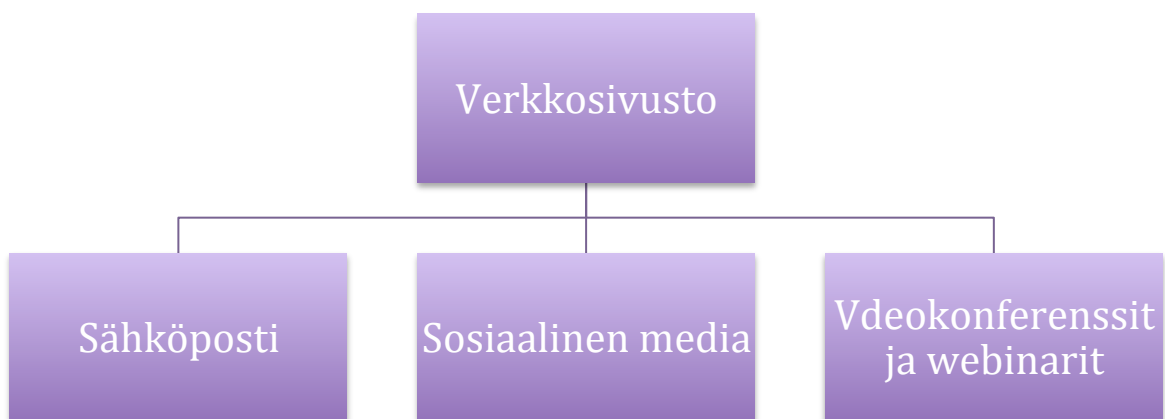 Verkkosivusto
Sähköposti
Sosiaalinen media
Vdeokonferenssit
ja webinarit